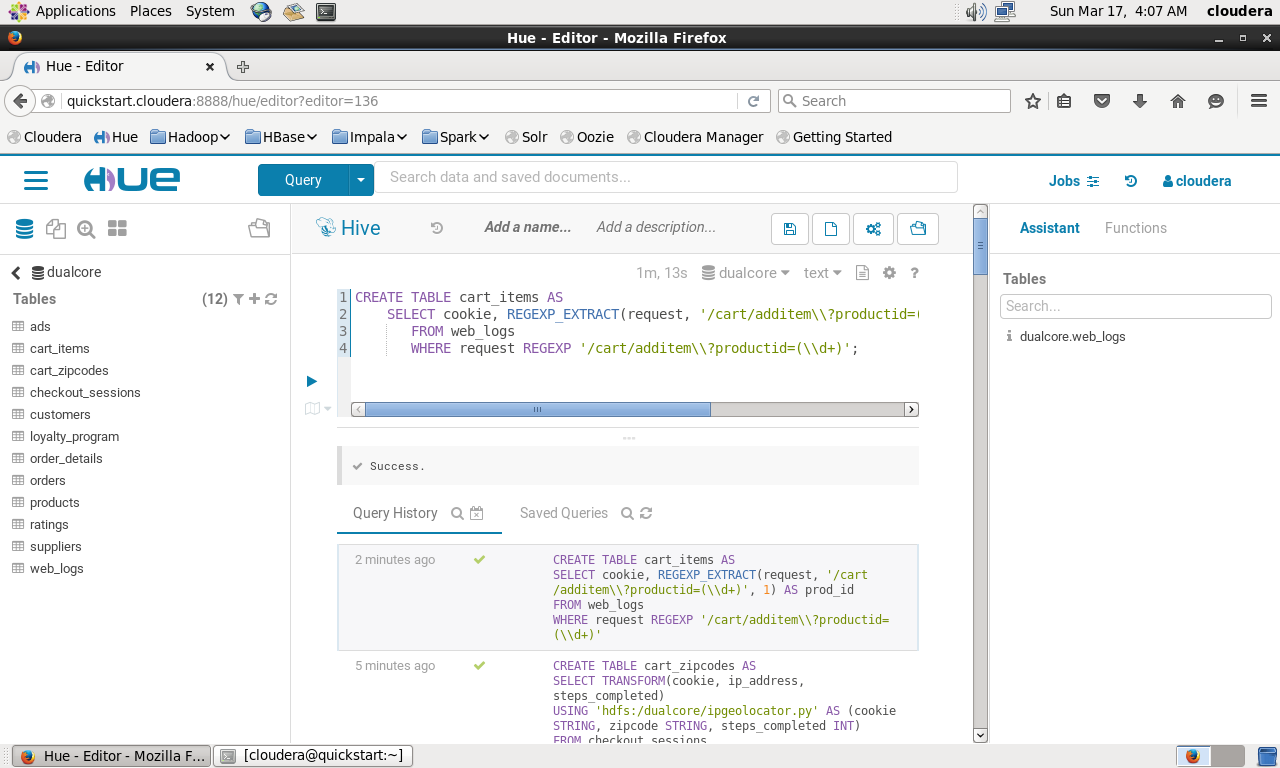 Applications Places System Sun Mar 17, 4:07 AM cloudera
Hue - Editor - Mozilla Firefox
Hue - Editor
quickstart.cloudera:8888/hue/editor?editor=136 Search
Cloudera Hue Hadoop HBase Impala Spark Solr Oozie Cloudera Manager Getting Started
HUE Query Search data and saved documents... Jobs cloudera
Hive Add a name... Add a description... Assistant Functions
dualcore 1m, 13s dualcore text ?
Tables (12)
ads
cart_items
cart_zipcodes
checkout_sessions
customers
loyalty_program
order_details
orders
products
ratings
suppliers
web_logs
1 CREATE TABLE cart_items AS
2 SELECT cookie, REGEXP_EXTRACT(request, '/cart/additem\\?productid=(
3 FROM web_logs
4 WHERE request REGEXP '/cart/additem\\?productid=(\\d+)';
Success.
Query History Saved Queries
2 minutes ago CREATE TABLE cart_items AS
SELECT cookie, REGEXP_EXTRACT(request, '/cart
/additem\\?productid=(\\d+)', 1) AS prod_id
FROM web_logs
WHERE request REGEXP '/cart/additem\\?productid=
(\\d+)'
5 minutes ago CREATE TABLE cart_zipcodes AS
SELECT TRANSFORM(cookie, ip_address,
steps_completed)
USING 'hdfs:/dualcore/ipgeolocator.py' AS (cookie
STRING, zipcode STRING, steps_completed INT)
FROM checkout_sessions
Tables
Search...
dualcore.web_logs
Hue - Editor - Mozilla F... [cloudera@quickstart:~]